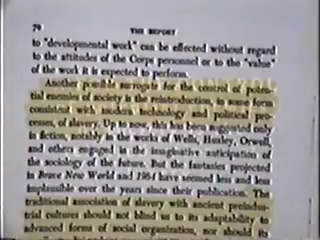 70 THE REPORT
to "developmental work" can be effected without regard
to the attitudes of the Corps personnel or to the "value"
of the work it is expected to perform.
Another possible surrogate for the control of poten-
tial enemies of society is the reintroduction, in some form
consistent with modern technology and political pro-
cesses, of slavery. Up to now, this has been suggested only
in fiction, notably in the works of Wells, Huxley, Orwell,
and others engaged in the imaginative anticipation of
the sociology of the future. But the fantasies projected
in Brave New World and 1984 have seemed less and less
implausible over the years since their publication. The
traditional association of slavery with ancient preindus-
trial cultures should not blind us to its adaptability to
advanced forms of social organization, nor should its